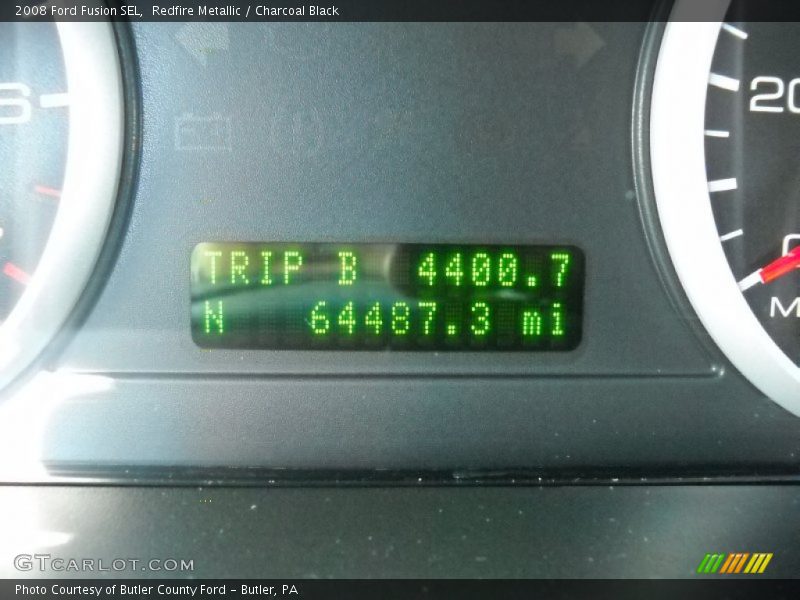 2008 Ford Fusion SEL, Redfire Metallic / Charcoal Black
6
20
TRIP B 4400.7
N 64487.3 mi
GTCARLOT.COM
Photo Courtesy of Butler County Ford - Butler, PA